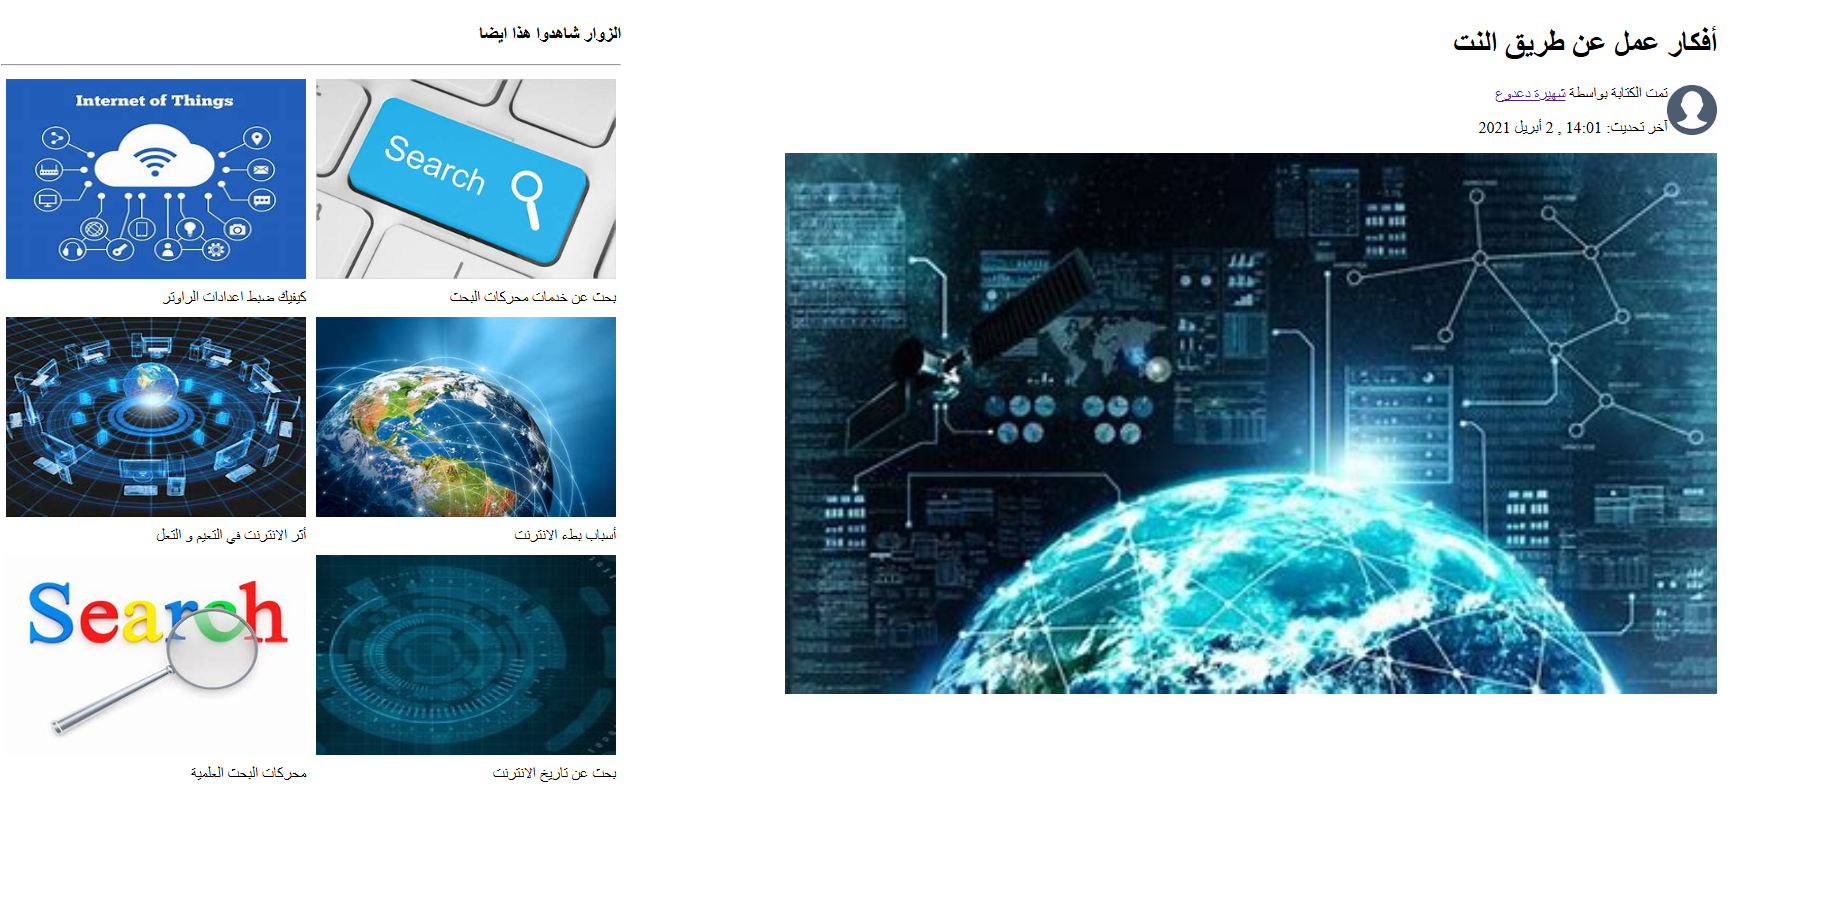 أفكار عمل عن طريق النت
تمت الكتابة بواسطة شهيرة دعدوع
آخر تحديث: 14:01 , 2 أبريل 2021
الزوار شاهدوا هذا ايضا
Search
بحث عن خدمات محركات البحث
Internet of Things
كيفيك ضبط اعدادات الراوتر
أسباب بطء الانترنت
أثر الانترنت في التعيم و التعل
بحث عن تاريخ الانترنت
Search
محركات البحث العلمية